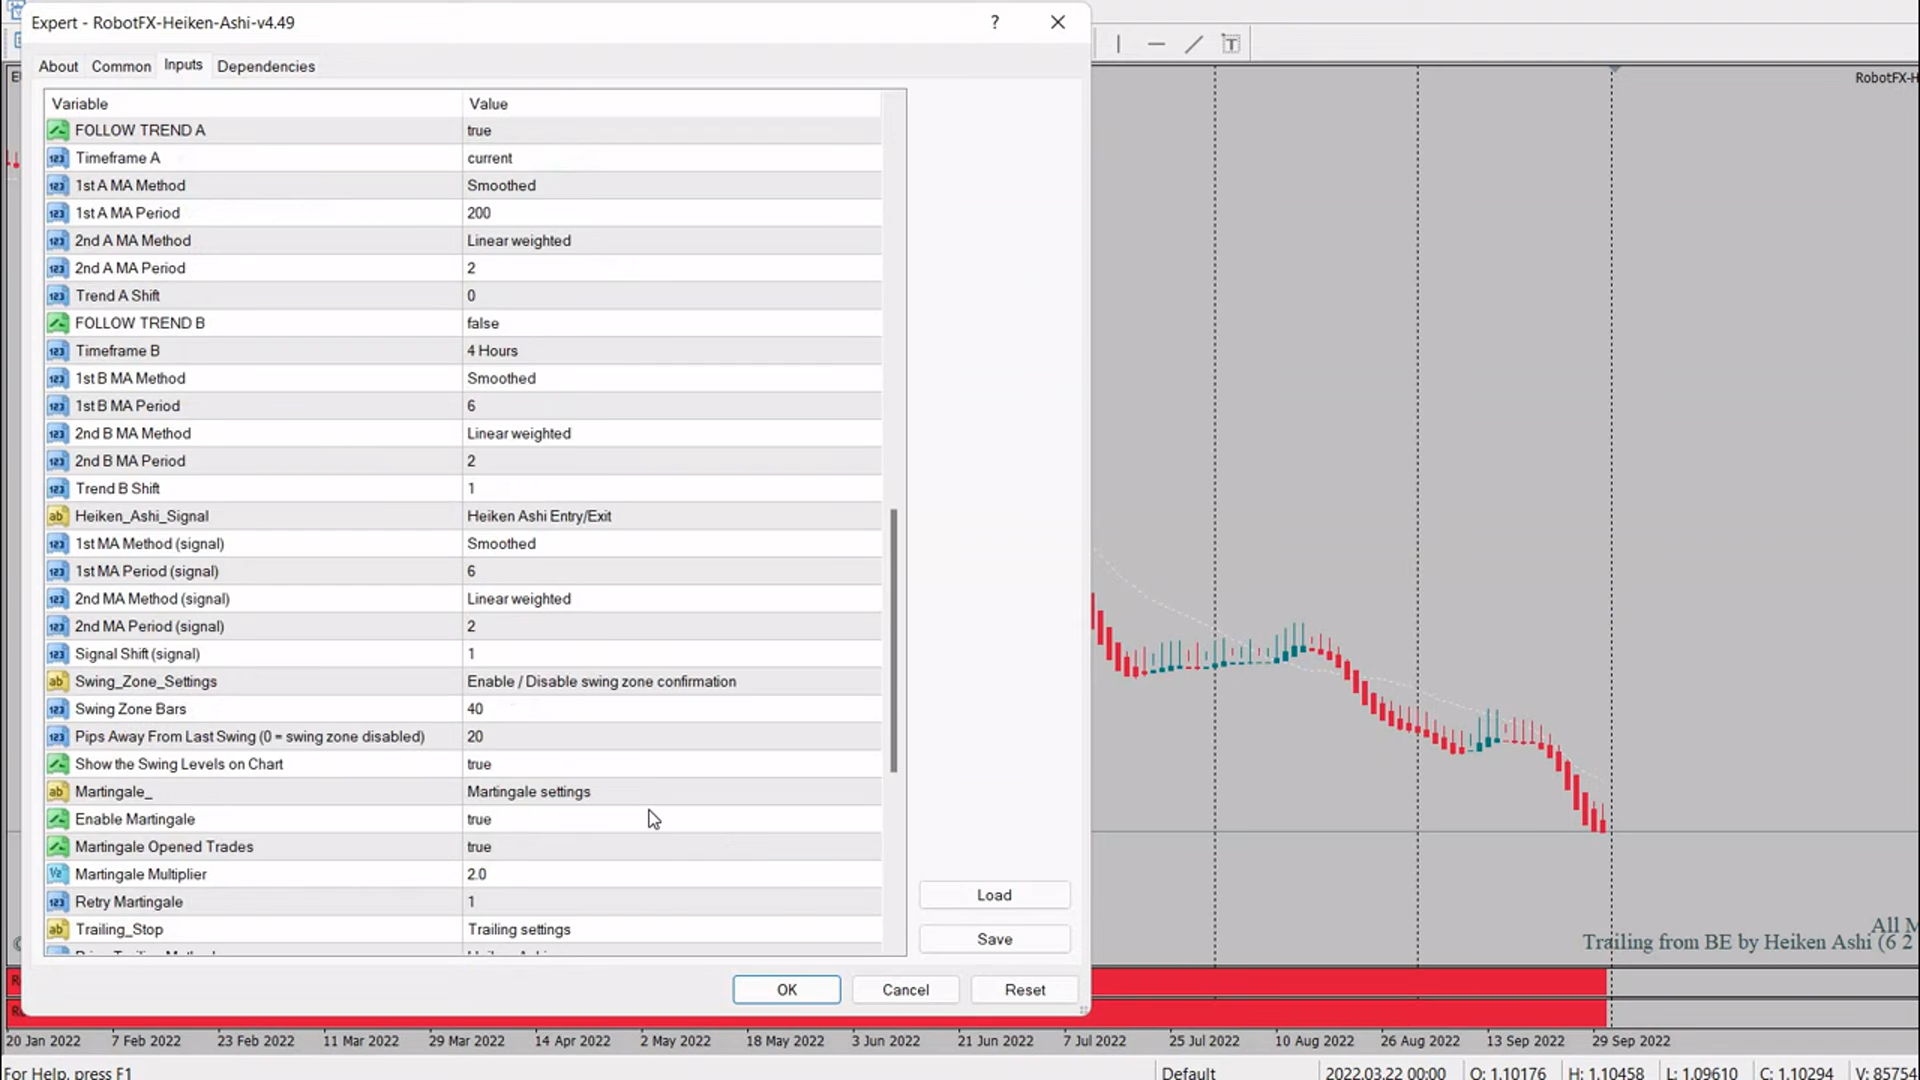 Expert - RobotFX-Heiken-Ashi-v4.49
?
About Common Inputs Dependencies
Variable Value
FOLLOW TREND A true
Timeframe A current
1st A MA Method Smoothed
1st A MA Period 200
2nd A MA Method Linear weighted
2nd A MA Period 2
Trend A Shift 0
FOLLOW TREND B false
Timeframe B 4 Hours
1st B MA Method Smoothed
1st B MA Period 6
2nd B MA Method Linear weighted
2nd B MA Period 2
Trend B Shift 1
Heiken_Ashi_Signal Heiken Ashi Entry/Exit
1st MA Method (signal) Smoothed
1st MA Period (signal) 6
2nd MA Method (signal) Linear weighted
2nd MA Period (signal) 2
Signal Shift (signal) 1
Swing_Zone_Settings Enable / Disable swing zone confirmation
Swing Zone Bars 40
Pips Away From Last Swing (0 = swing zone disabled) 20
Show the Swing Levels on Chart true
Martingale_ Martingale settings
Enable Martingale true
Martingale Opened Trades true
Martingale Multiplier 2.0
Retry Martingale 1
Trailing_Stop Trailing settings
Load
Save
OK Cancel Reset
RobotFX-H
All M
Trailing from BE by Heiken Ashi (6 2
20 Jan 2022 7 Feb 2022 23 Feb 2022 11 Mar 2022 29 Mar 2022 14 Apr 2022 2 May 2022 18 May 2022 3 Jun 2022 21 Jun 2022 7 Jul 2022 25 Jul 2022 10 Aug 2022 26 Aug 2022 13 Sep 2022 29 Sep 2022
For Help, press F1 Default 2022.03.22 00:00 O: 1.10176 H: 1.10458 L: 1.09610 C: 1.10294 V: 85754